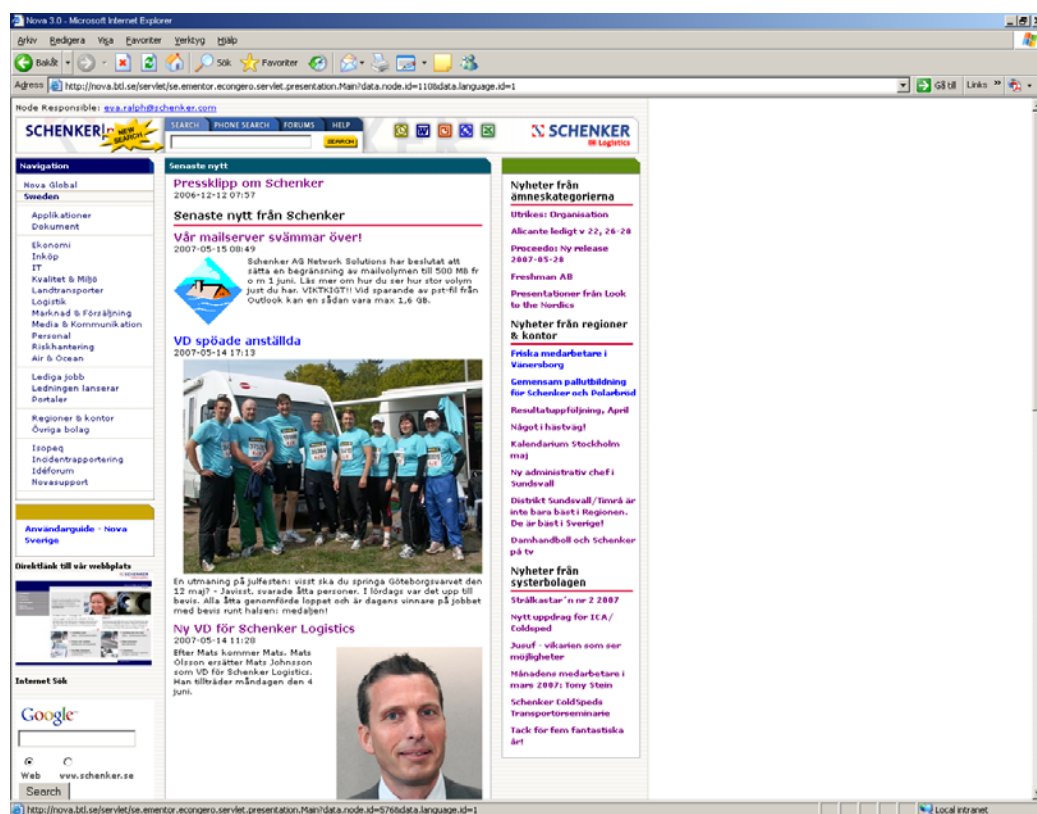 Nova 3.0 - Microsoft Internet Explorer
Arkiv Redigera Visa Favoriter Verktyg Hjälp
Bakåt Sök Favoriter
Adress http://nova.btl.se/servlet/se.ementor.econgero.servlet.presentation.Main?data.node.id=1108&data.language.id=1 Gå till Links »
Node Responsible: eva.ralph@schenker.com
SCHENKER
NEW SEARCH
SEARCH PHONE SEARCH FORUMS HELP
SEARCH
SCHENKER
Logistics
Navigation
Nova Global
Sweden
Applikationer
Dokument
Ekonomi
Inköp
IT
Kvalitet & Miljö
Landtransporter
Logistik
Marknad & Försäljning
Media & Kommunikation
Personal
Riskhantering
Air & Ocean
Lediga jobb
Ledningen lanserar
Portaler
Regioner & kontor
Övriga bolag
Isopeq
Incidentrapportering
Idéforum
Novasupport
Användarguide - Nova
Sverige
Direktlänk till vår webbplats
Internet Sök
Google
Web www.schenker.se
Search
Senaste nytt
Pressklipp om Schenker
2006-12-12 07:57
Senaste nytt från Schenker
Vår mailserver svämmar över!
2007-05-15 08:49
Schenker AG Network Solutions har beslutat att
sätta en begränsning av mailvolymen till 500 MB fr
o m 1 juni. Läs mer om hur du ser hur stor volym
just du har. VIKTKIGT!! Vid sparande av pst-fil från
Outlook kan en sådan vara max 1,6 GB.
VD spöade anställda
2007-05-14 17:13
En utmaning på julfesten: visst ska du springa Göteborgsvarvet den
12 maj? - Javisst, svarade åtta personer. I lördags var det upp till
bevis. Alla åtta genomförde loppet och är dagens vinnare på jobbet
med bevis runt halsen: medaljen!
Ny VD för Schenker Logistics
2007-05-14 11:28
Efter Mats kommer Mats. Mats
Olsson ersätter Mats Johnsson
som VD för Schenker Logistics.
Han tillträder måndagen den 4
juni.
Nyheter från
ämneskategorierna
Utrikes: Organisation
Alicante ledigt v 22, 26-28
Proceedo: Ny release
2007-05-28
Freshman AB
Presentationer från Look
to the Nordics
Nyheter från regioner
& kontor
Friska medarbetare i
Vänersborg
Gemensam pallutbildning
för Schenker och Polarbröd
Resultatuppföljning, April
Något i hästväg!
Kalendarium Stockholm
maj
Ny administrativ chef i
Sundsvall
Distrikt Sundsvall/Timrå är
inte bara bäst i Regionen.
De är bäst i Sverige!
Damhandboll och Schenker
på tv
Nyheter från
systerbolagen
Strålkastar´n nr 2 2007
Nytt uppdrag för ICA/
Coldsped
Jusuf - vikarien som ser
möjligheter
Månadens medarbetare i
mars 2007: Tony Stein
Schenker ColdSpeds
Transportörseminarie
Tack för fem fantastiska
år!
http://nova.btl.se/servlet/se.ementor.econgero.servlet.presentation.Main?data.node.id=576&data.language.id=1 Local intranet